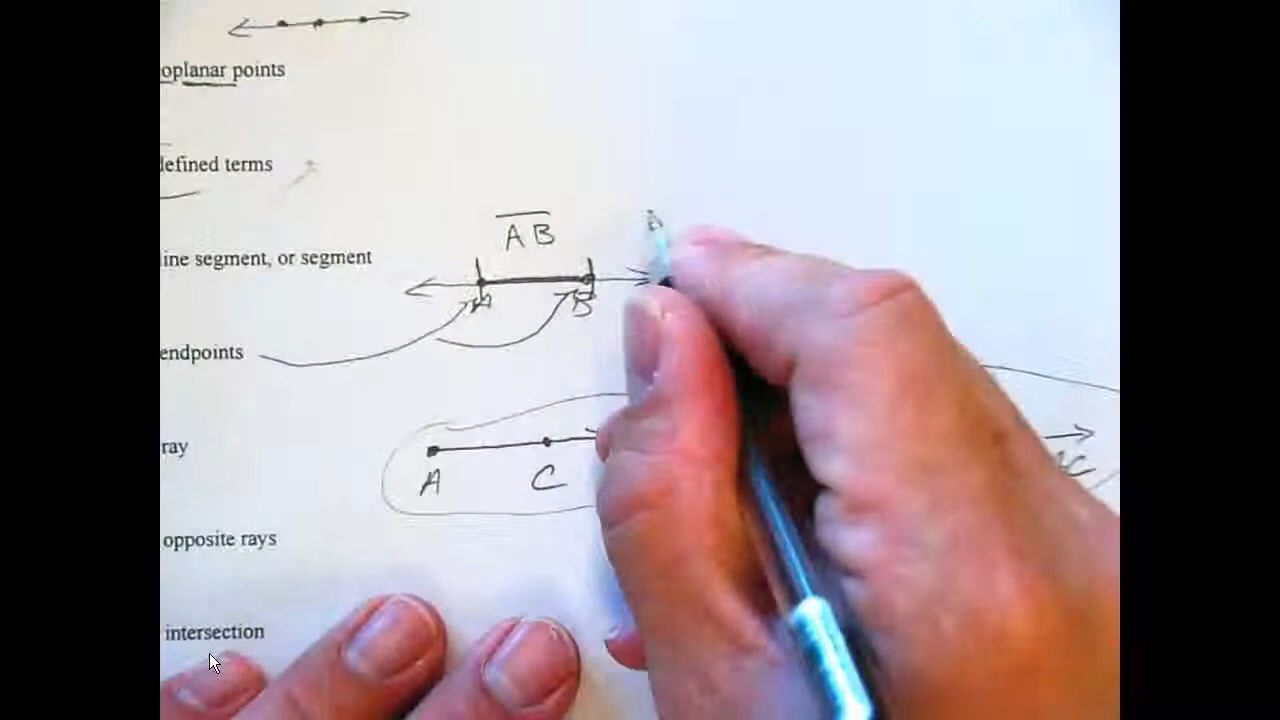 oplanar points
defined terms
AB
ine segment, or segment
A B
endpoints
ray
A C
C
opposite rays
intersection